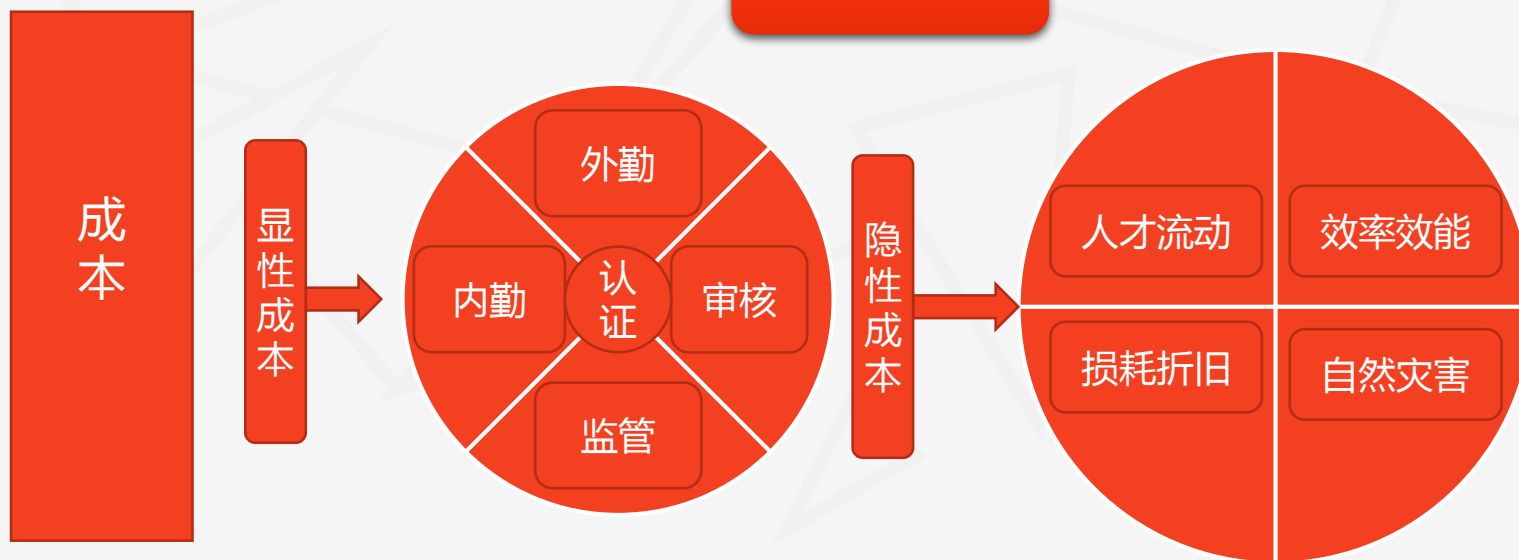 成
本
显
性
成
本
外勤
内勤
认
证
审核
监管
隐
性
成
本
人才流动
效率效能
损耗折旧
自然灾害